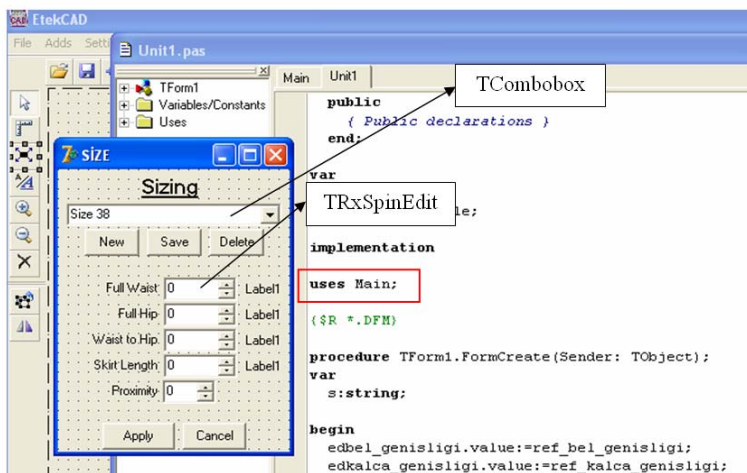 EtekCAD
File Adds Setti
Unit1.pas
TForm1
Variables/Constants
Uses
Main Unit1
TCombobox
public
{ Public declarations }
end;
var
TRxSpinEdit
le;
implementation
uses Main;
{$R *.DFM}
procedure TForm1.FormCreate(Sender: TObject);
var
s:string;
begin
edbel_genisligi.value:=ref_bel_genisligi;
edkalca_genisligi.value:=ref_kalca_genisligi;
SIZE
Sizing
Size 38
New Save Delete
Full Waist 0 Label1
Full Hip 0 Label1
Waist to Hip 0 Label1
Skirt Length 0 Label1
Proximity 0
Apply Cancel